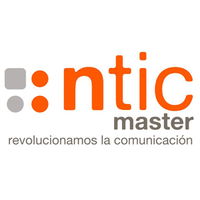 ntic
master
revolucionamos la comunicación